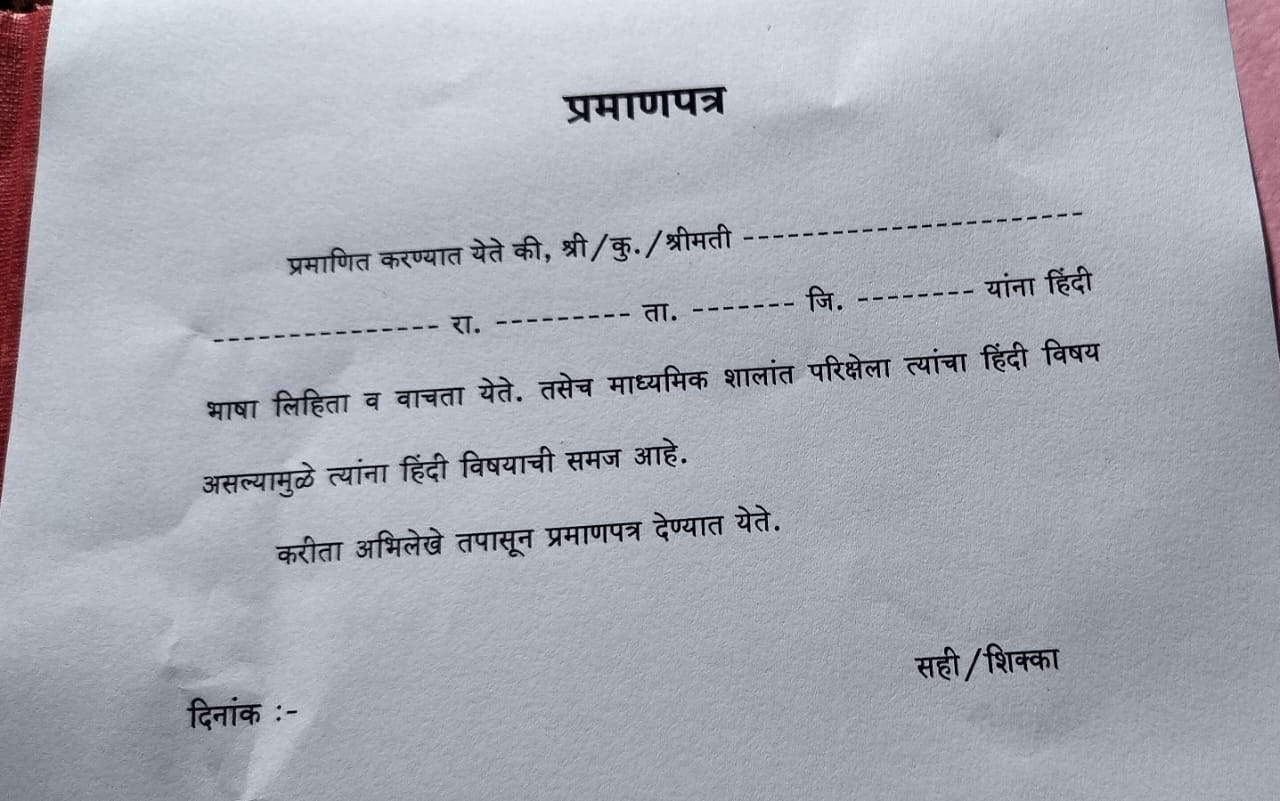 प्रमाणपत्र
प्रमाणित करण्यात येते की, श्री/कु./श्रीमती -----------------------
--------------- रा. --------- ता. ------- जि. -------- यांना हिंदी
भाषा लिहिता व वाचता येते. तसेच माध्यमिक शालांत परिक्षेला त्यांचा हिंदी विषय
असल्यामुळे त्यांना हिंदी विषयाची समज आहे.
करीता अभिलेखे तपासून प्रमाणपत्र देण्यात येते.
सही/शिक्का
दिनांक :-